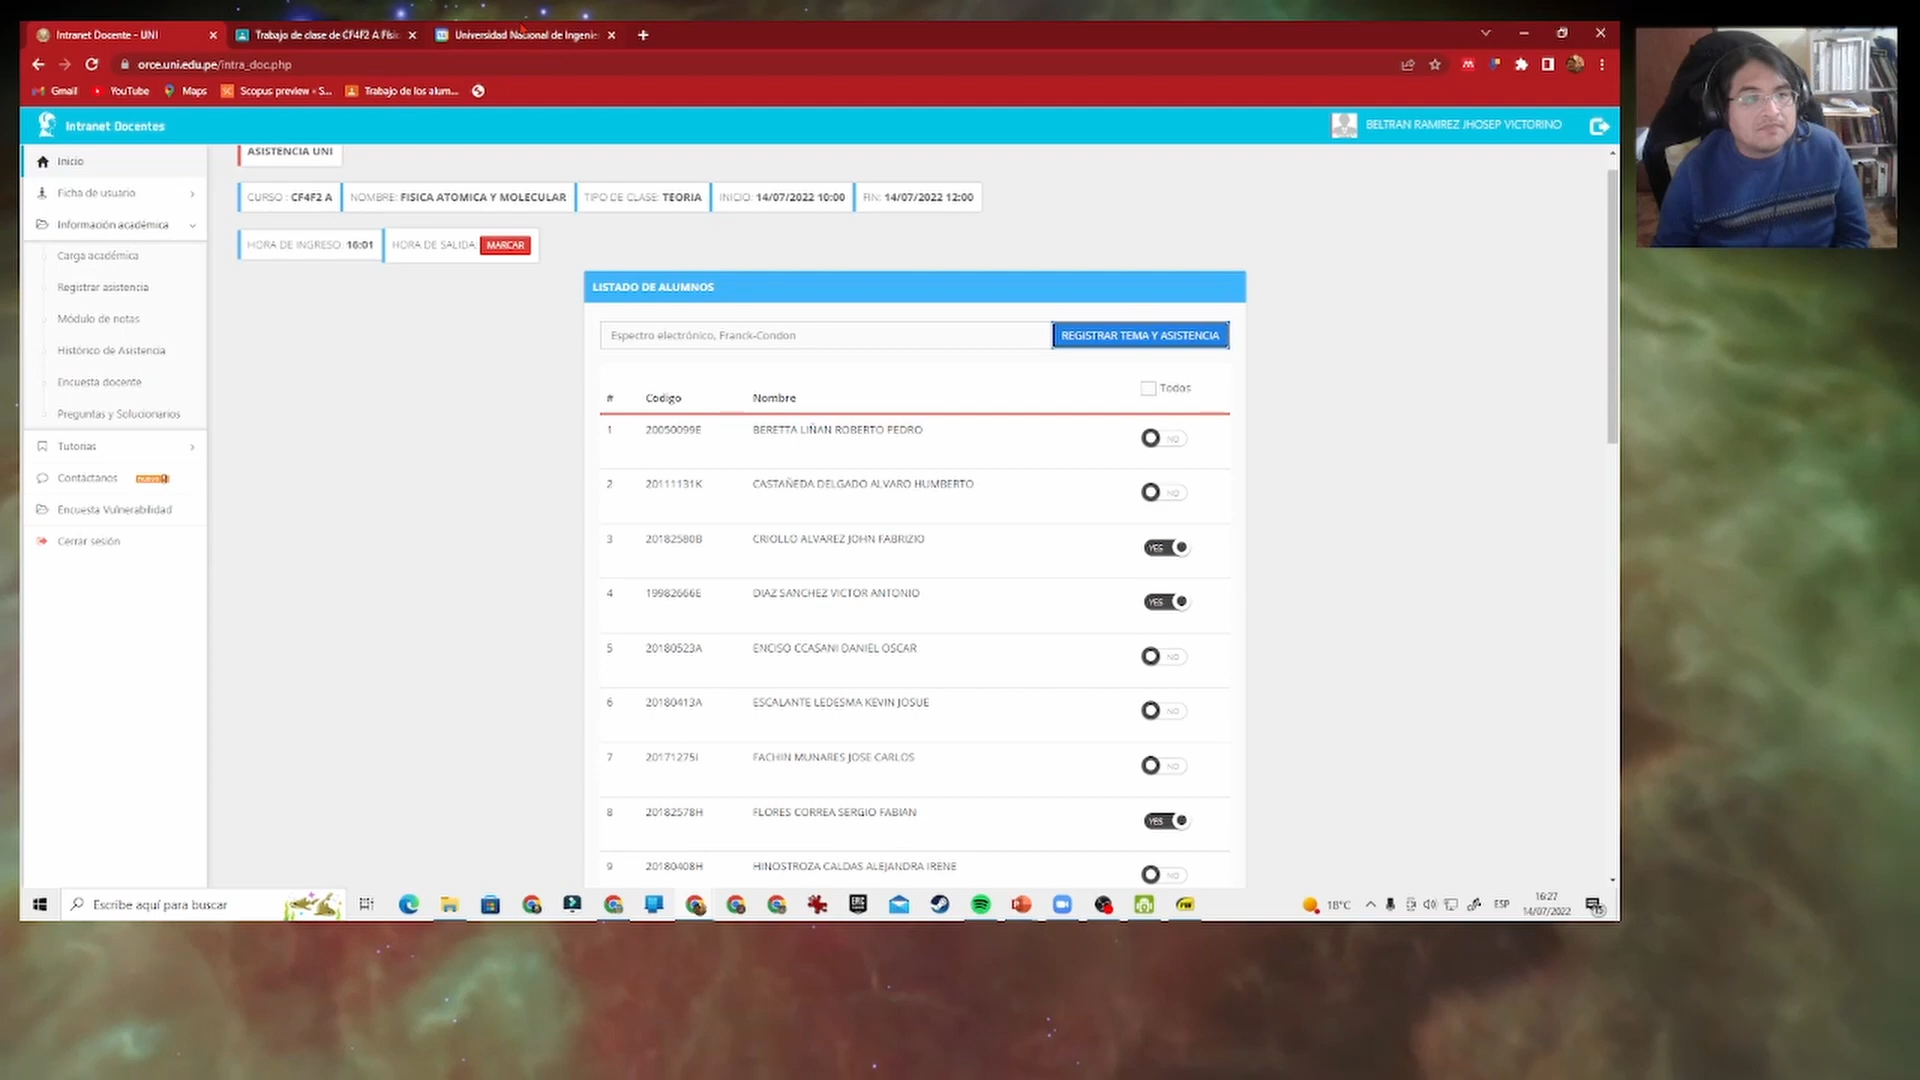 Intranet Docente - UNI
Trabajo de clase de CF4F2 A Físi
Universidad Nacional de Ingenie
orce.uni.edu.pe/intra_doc.php
Gmail YouTube Maps Scopus preview - S... Trabajo de los alum...
Intranet Docentes
BELTRAN RAMIREZ JHOSEP VICTORINO
Inicio
Ficha de usuario
Información académica
Carga académica
Registrar asistencia
Módulo de notas
Histórico de Asistencia
Encuesta docente
Preguntas y Solucionarios
Tutorias
Contáctanos
Encuesta Vulnerabilidad
Cerrar sesión
ASISTENCIA UNI
CURSO : CF4F2 A NOMBRE: FISICA ATOMICA Y MOLECULAR TIPO DE CLASE: TEORIA INICIO: 14/07/2022 10:00 FIN: 14/07/2022 12:00
HORA DE INGRESO: 16:01 HORA DE SALIDA: MARCAR
LISTADO DE ALUMNOS
Espectro electrónico, Franck-Condon REGISTRAR TEMA Y ASISTENCIA
# Codigo Nombre Todos
1 20050099E BERETTA LIÑAN ROBERTO PEDRO NO
2 20111131K CASTAÑEDA DELGADO ALVARO HUMBERTO NO
3 20182580B CRIOLLO ALVAREZ JOHN FABRIZIO YES
4 19982666E DIAZ SANCHEZ VICTOR ANTONIO YES
5 20180523A ENCISO CCASANI DANIEL OSCAR NO
6 20180413A ESCALANTE LEDESMA KEVIN JOSUE NO
7 20171275I FACHIN MUNARES JOSE CARLOS NO
8 20182578H FLORES CORREA SERGIO FABIAN YES
9 20180408H HINOSTROZA CALDAS ALEJANDRA IRENE NO
Escribe aquí para buscar
18°C ESP 16:27
14/07/2022